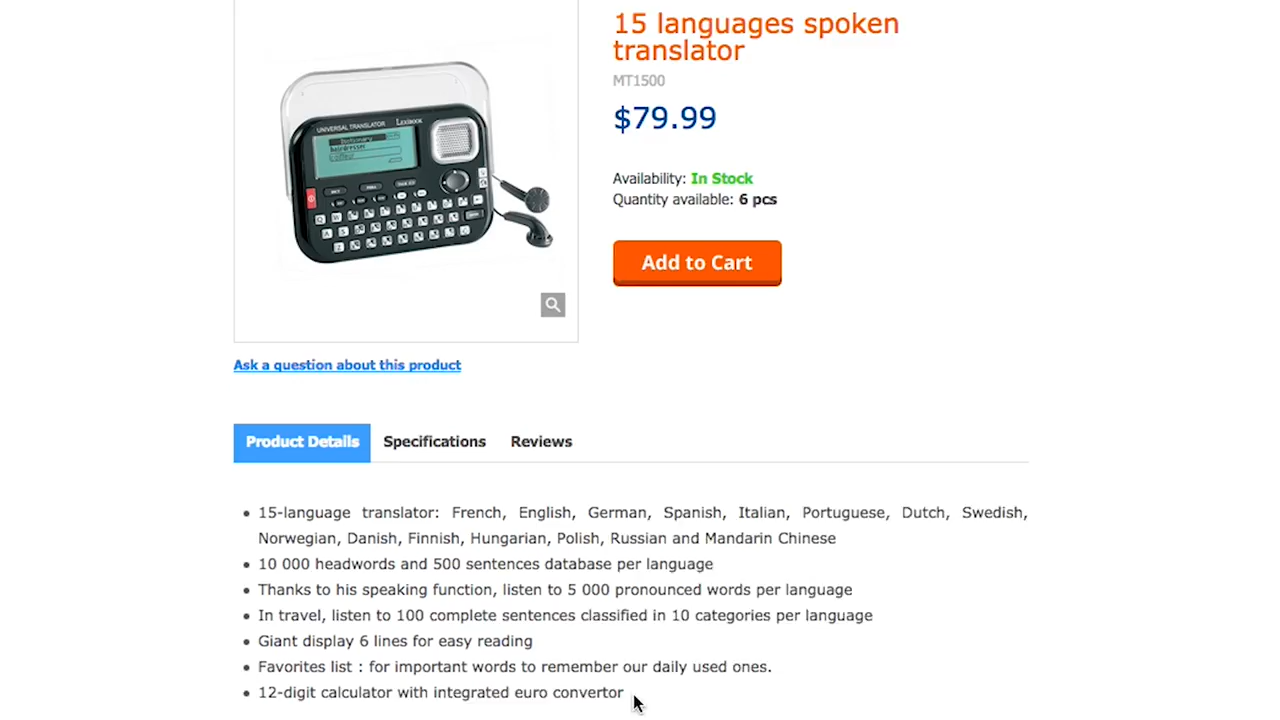 15 languages spoken
translator
MT1500
$79.99
UNIVERSAL TRANSLATOR LEXIBOOK
Availability: In Stock
Quantity available: 6 pcs
Add to Cart
Ask a question about this product
Product Details Specifications Reviews
15-language translator: French, English, German, Spanish, Italian, Portuguese, Dutch, Swedish,
Norwegian, Danish, Finnish, Hungarian, Polish, Russian and Mandarin Chinese
10 000 headwords and 500 sentences database per language
Thanks to his speaking function, listen to 5 000 pronounced words per language
In travel, listen to 100 complete sentences classified in 10 categories per language
Giant display 6 lines for easy reading
Favorites list : for important words to remember our daily used ones.
12-digit calculator with integrated euro convertor